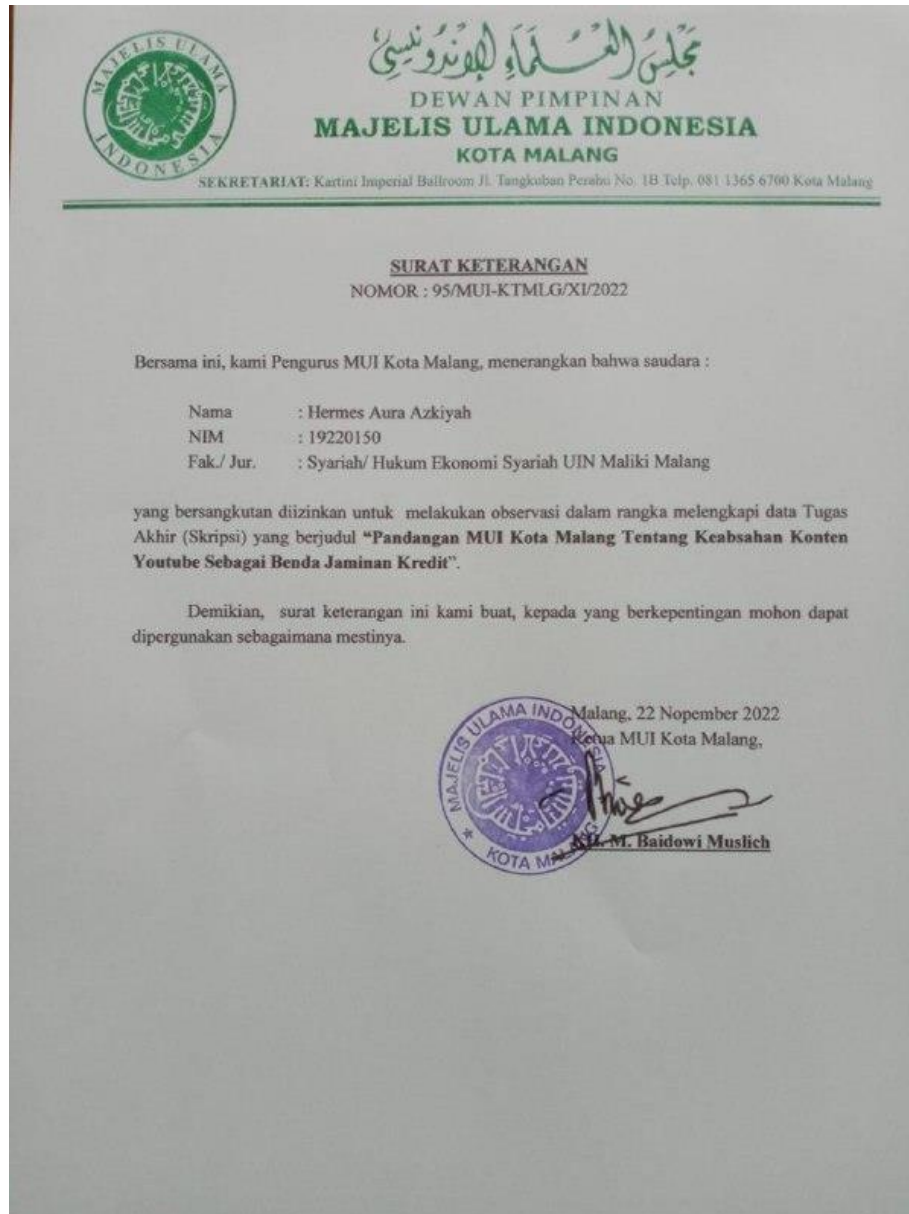 MAJELIS ULAMA INDONESIA
مجلس العلماء الإندونيسي
DEWAN PIMPINAN
MAJELIS ULAMA INDONESIA
KOTA MALANG
SEKRETARIAT: Kartini Imperial Ballroom Jl. Tangkuban Perahu No. 1B Telp. 081 1365 6700 Kota Malang
SURAT KETERANGAN
NOMOR : 95/MUI-KTMLG/XI/2022
Bersama ini, kami Pengurus MUI Kota Malang, menerangkan bahwa saudara :
Nama : Hermes Aura Azkiyah
NIM : 19220150
Fak./ Jur. : Syariah/ Hukum Ekonomi Syariah UIN Maliki Malang
yang bersangkutan diizinkan untuk melakukan observasi dalam rangka melengkapi data Tugas
Akhir (Skripsi) yang berjudul “Pandangan MUI Kota Malang Tentang Keabsahan Konten
Youtube Sebagai Benda Jaminan Kredit”.
Demikian, surat keterangan ini kami buat, kepada yang berkepentingan mohon dapat
dipergunakan sebagaimana mestinya.
Malang, 22 Nopember 2022
Ketua MUI Kota Malang,
MAJELIS ULAMA INDONESIA
KOTA MALANG
KH. M. Baidowi Muslich